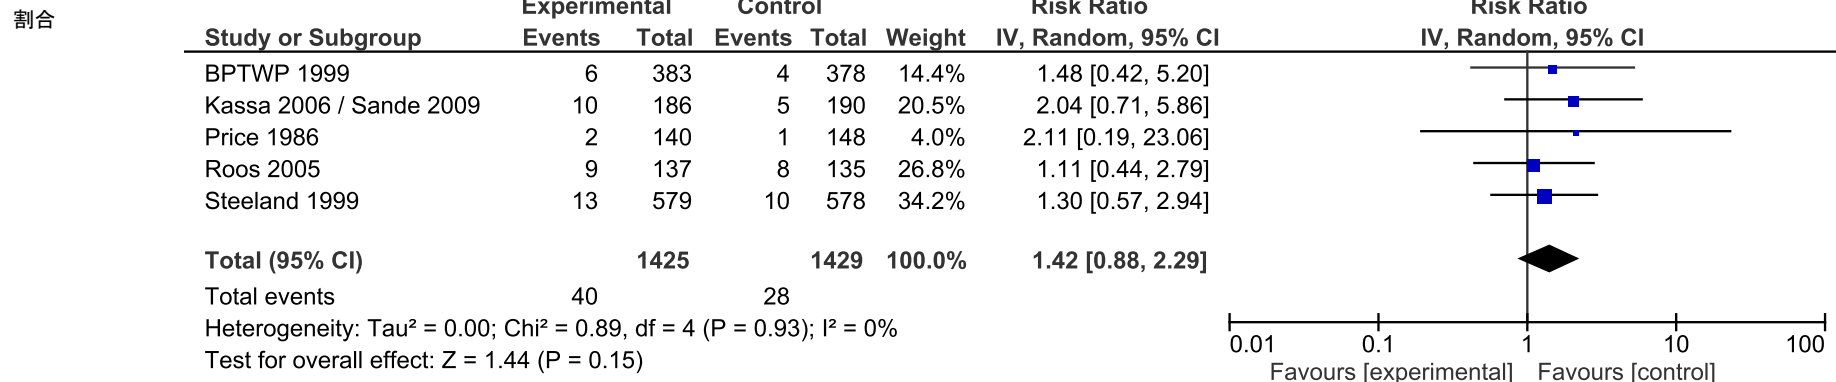 割合
Experimental Control Risk Ratio Risk Ratio
Study or Subgroup Events Total Events Total Weight IV, Random, 95% CI IV, Random, 95% CI
BPTWP 1999 6 383 4 378 14.4% 1.48 [0.42, 5.20]
Kassa 2006 / Sande 2009 10 186 5 190 20.5% 2.04 [0.71, 5.86]
Price 1986 2 140 1 148 4.0% 2.11 [0.19, 23.06]
Roos 2005 9 137 8 135 26.8% 1.11 [0.44, 2.79]
Steeland 1999 13 579 10 578 34.2% 1.30 [0.57, 2.94]
Total (95% CI) 1425 1429 100.0% 1.42 [0.88, 2.29]
Total events 40 28
Heterogeneity: Tau² = 0.00; Chi² = 0.89, df = 4 (P = 0.93); I² = 0%
Test for overall effect: Z = 1.44 (P = 0.15)
0.01 0.1 1 10 100
Favours [experimental] Favours [control]